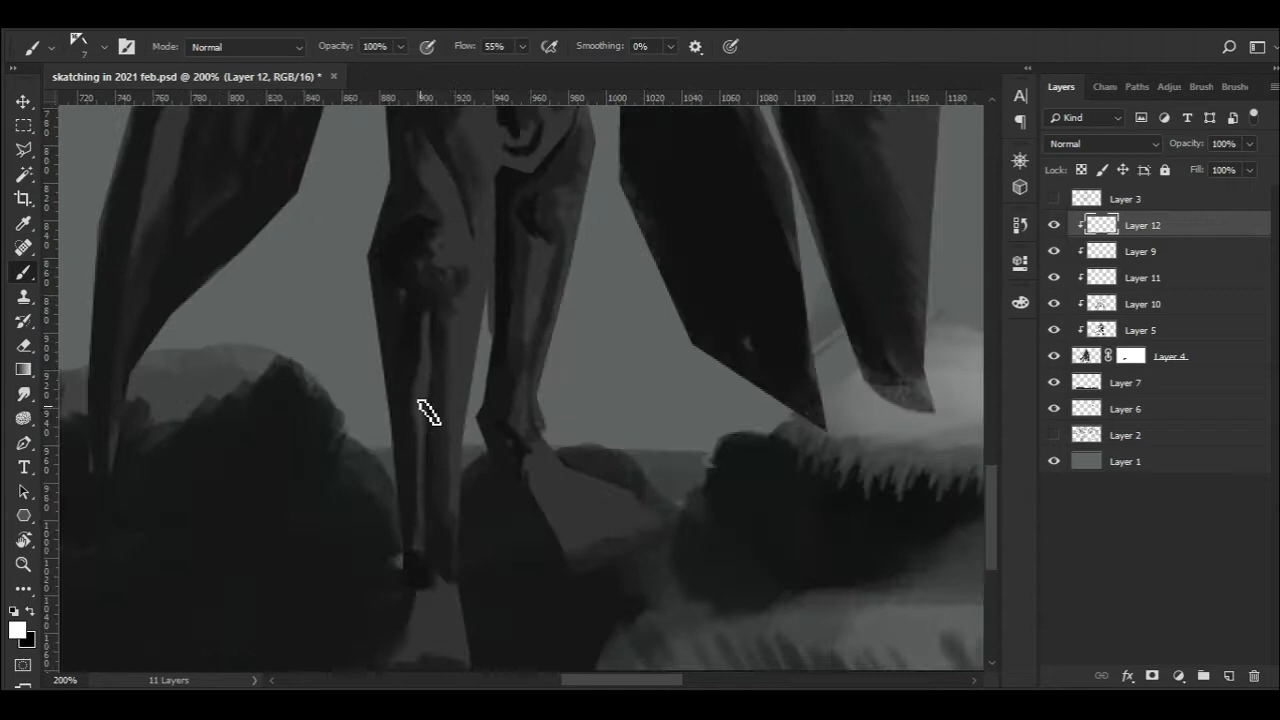 Mode: Normal Opacity: 100% Flow: 55% Smoothing: 0%
7
skatching in 2021 feb.psd @ 200% (Layer 12, RGB/16) * ×
720 740 760 780 800 820 840 860 880 900 920 940 960 980 1000 1020 1040 1060 1080 1100 1120 1140 1160 1180
Layers Chan Paths Adju Brush Brush
Kind
Normal Opacity: 100%
Lock: Fill: 100%
Layer 3
Layer 12
Layer 9
Layer 11
Layer 10
Layer 5
Layer 4
Layer 7
Layer 6
Layer 2
Layer 1
200% 11 Layers